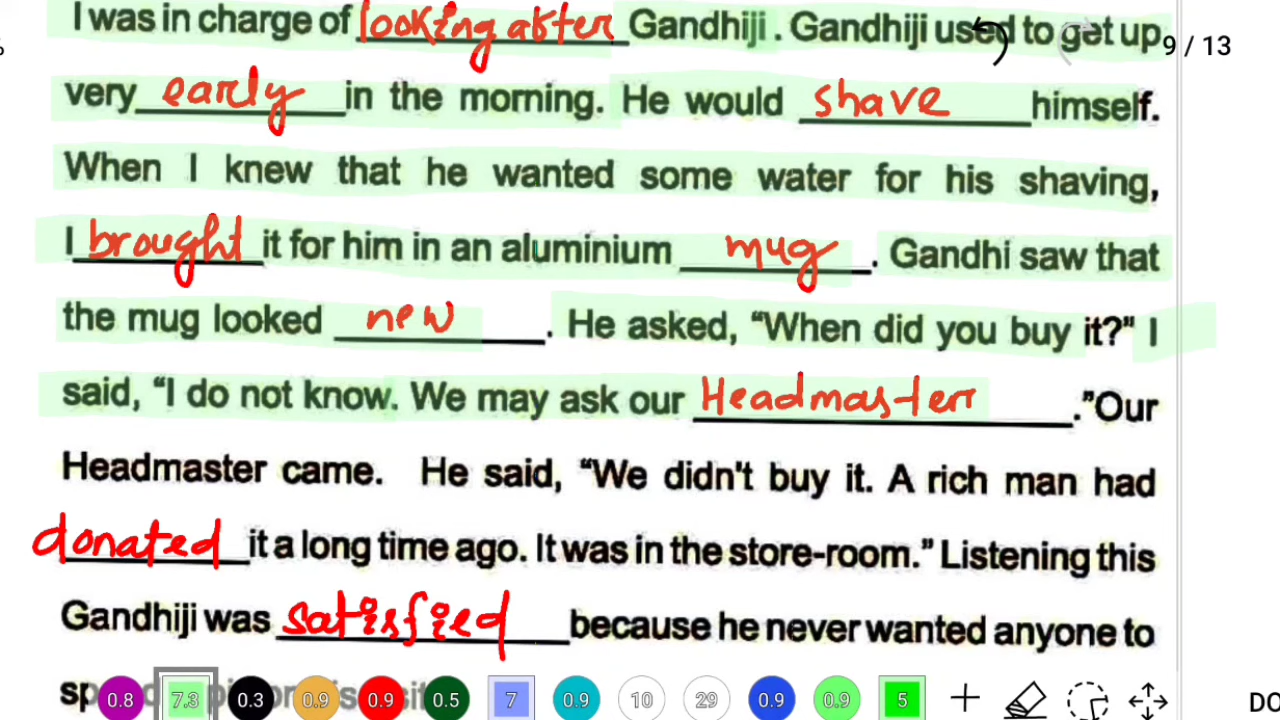 I was in charge of looking after Gandhiji. Gandhiji used to get up
9 / 13
very early in the morning. He would shave himself.
When I knew that he wanted some water for his shaving,
I brought it for him in an aluminium mug. Gandhi saw that
the mug looked new. He asked, "When did you buy it?" I
said, "I do not know. We may ask our Headmasterr."Our
Headmaster came. He said, "We didn't buy it. A rich man had
donated it a long time ago. It was in the store-room." Listening this
Gandhiji was satisfied because he never wanted anyone to
0.8 7.3 0.3 0.9 0.9 0.5 7 0.9 10 29 0.9 0.9 5 DO